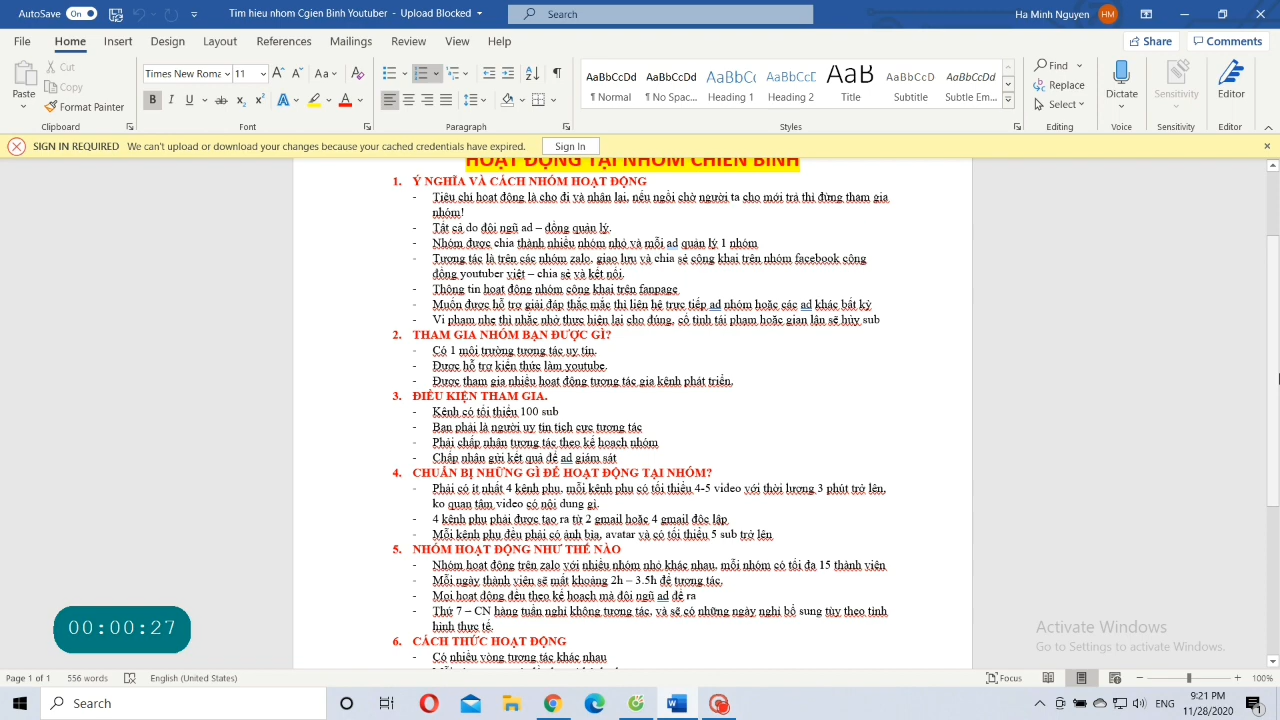 On
Search
Ha Minh Nguyen
File Home Insert Design Layout References Mailings Review View Help
Share Comments
Paste
Cut
Copy
Format Painter
Times New Roma 11
AaBbCcDd AaBbCcDd AaBbCc AaBbCcE AaB AaBbCcD AaBbCcDd
¶ Normal ¶ No Spac... Heading 1 Heading 2 Title Subtitle Subtle Em...
Find
Replace
Select
Dictate Sensitivity Editor
Clipboard Font Paragraph Styles Editing Voice Sensitivity Editor
SIGN IN REQUIRED We can't upload or download your changes because your cached credentials have expired. Sign In
HOẠT ĐỘNG TẠI NHÓM CHIẾN BINH
1. Ý NGHĨA VÀ CÁCH NHÓM HOẠT ĐỘNG
- Tiêu chí hoạt động là cho đi và nhận lại, nếu ngồi chờ người ta cho mới trả thì đừng tham gia
nhóm!
- Tất cả do đội ngũ ad – đồng quản lý.
- Nhóm được chia thành nhiều nhóm nhỏ và mỗi ad quản lý 1 nhóm
- Tương tác là trên các nhóm zalo, giao lưu và chia sẻ công khai trên nhóm facebook cộng
đồng youtuber việt – chia sẻ và kết nối.
- Thông tin hoạt động nhóm công khai trên fanpage
- Muốn được hỗ trợ giải đáp thắc mắc thì liên hệ trực tiếp ad nhóm hoặc các ad khác bất kỳ
- Vi phạm nhẹ thì nhắc nhở thực hiện lại cho đúng, cố tình tái phạm hoặc gian lận sẽ hủy sub
2. THAM GIA NHÓM BẠN ĐƯỢC GÌ?
- Có 1 môi trường tương tác uy tín.
- Được hỗ trợ kiến thức làm youtube.
- Được tham gia nhiều hoạt động tương tác gia kênh phát triển.
3. ĐIỀU KIỆN THAM GIA.
- Kênh có tối thiểu 100 sub
- Bạn phải là người uy tín tích cực tương tác
- Phải chấp nhận tương tác theo kế hoạch nhóm
- Chấp nhận gửi kết quả để ad giám sát
4. CHUẨN BỊ NHỮNG GÌ ĐỂ HOẠT ĐỘNG TẠI NHÓM?
- Phải có ít nhất 4 kênh phụ, mỗi kênh phụ có tối thiểu 4-5 video với thời lượng 3 phút trở lên,
ko quan tâm video có nội dung gì.
- 4 kênh phụ phải được tạo ra từ 2 gmail hoặc 4 gmail độc lập
- Mỗi kênh phụ đều phải có ảnh bìa, avatar và có tối thiểu 5 sub trở lên
5. NHÓM HOẠT ĐỘNG NHƯ THẾ NÀO
- Nhóm hoạt động trên zalo với nhiều nhóm nhỏ khác nhau, mỗi nhóm có tối đa 15 thành viên
- Mỗi ngày thành viên sẽ mất khoảng 2h – 3.5h để tương tác.
- Mọi hoạt động đều theo kế hoạch mà đội ngũ ad đề ra
- Thứ 7 – CN hàng tuần nghỉ không tương tác, và sẽ có những ngày nghỉ bổ sung tùy theo tình
hình thực tế.
6. CÁCH THỨC HOẠT ĐỘNG
- Có nhiều vòng tương tác khác nhau
00:00:27
Activate Windows
Go to Settings to activate Windows.
Page 1 of 1 556 words English (United States) Focus 100%
Search
9:21 PM
11/28/2020